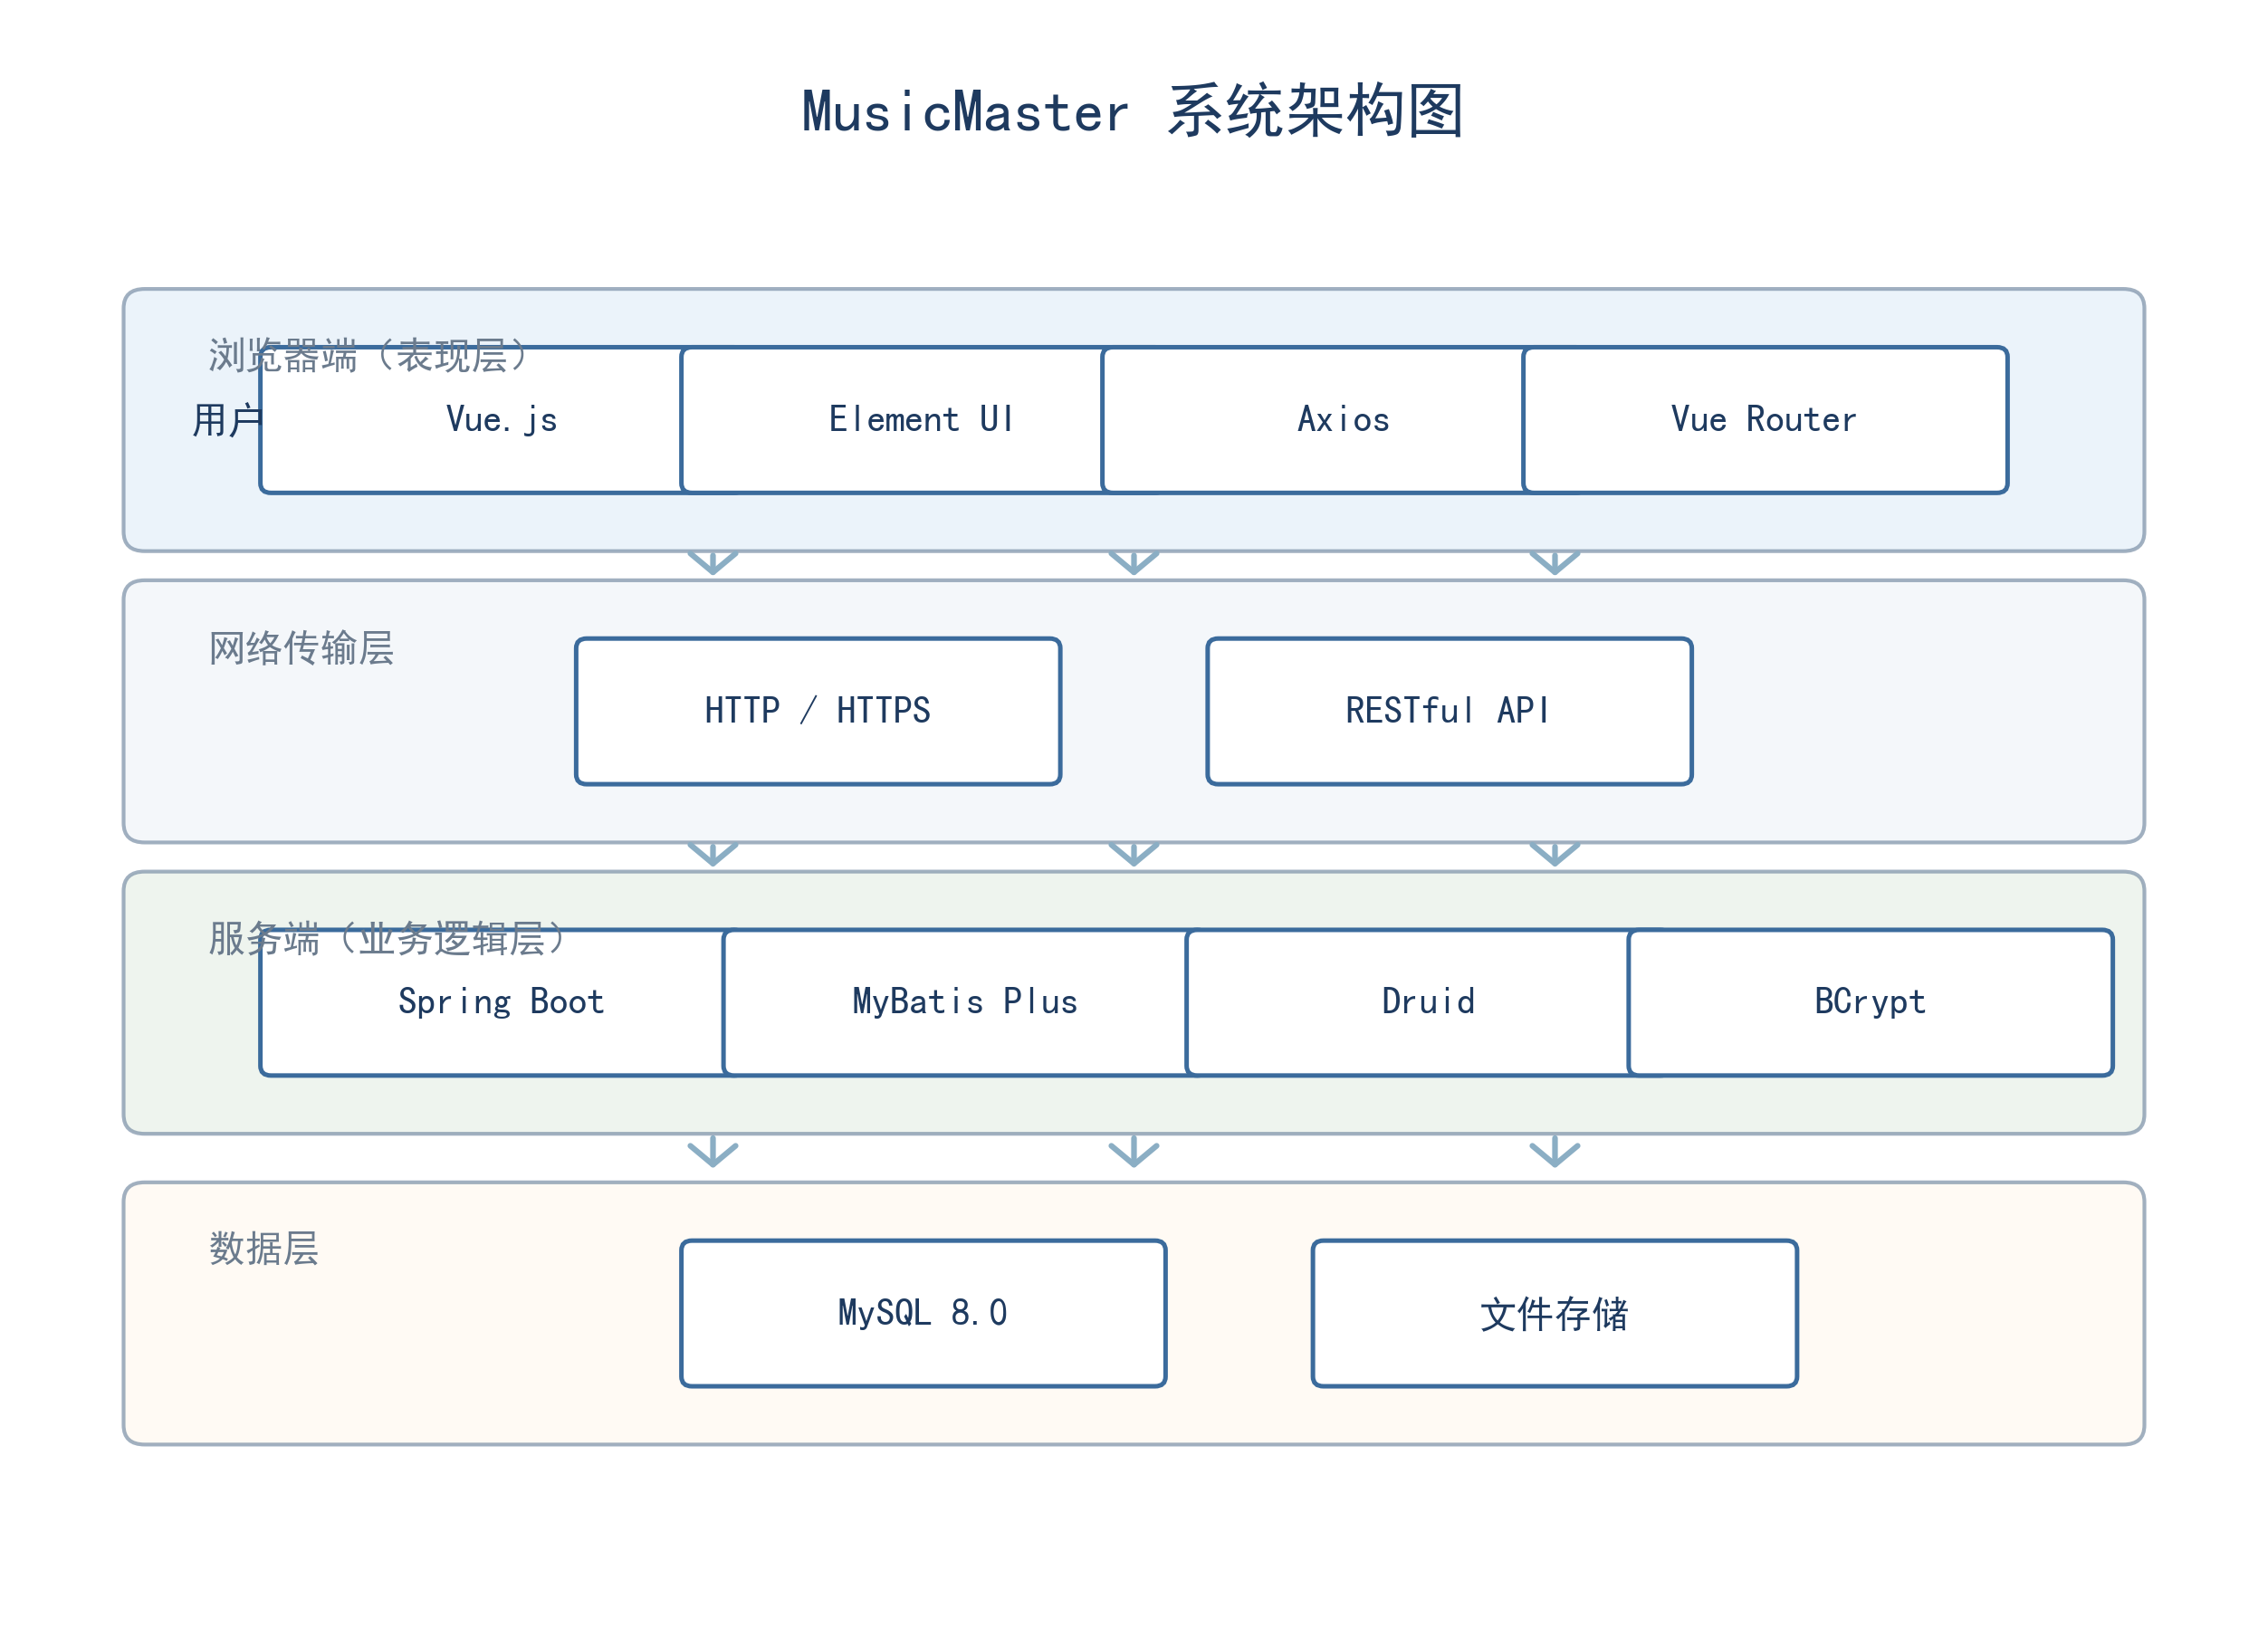 MusicMaster 系统架构图
浏览器端（表现层）
用户
Vue.js
Element UI
Axios
Vue Router
网络传输层
HTTP / HTTPS
RESTful API
服务端（业务逻辑层）
Spring Boot
MyBatis Plus
Druid
BCrypt
数据层
MySQL 8.0
文件存储